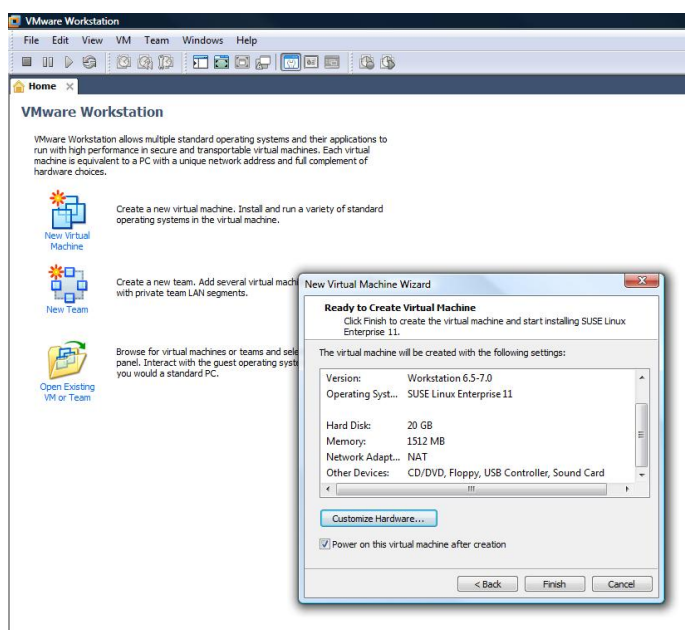 VMware Workstation
File Edit View VM Team Windows Help
Home
VMware Workstation
VMware Workstation allows multiple standard operating systems and their applications to
run with high performance in secure and transportable virtual machines. Each virtual
machine is equivalent to a PC with a unique network address and full complement of
hardware choices.
New Virtual
Machine
Create a new virtual machine. Install and run a variety of standard
operating systems in the virtual machine.
New Team
Create a new team. Add several virtual machi
with private team LAN segments.
Open Existing
VM or Team
Browse for virtual machines or teams and sele
panel. Interact with the guest operating syste
you would a standard PC.
New Virtual Machine Wizard
Ready to Create Virtual Machine
Click Finish to create the virtual machine and start installing SUSE Linux
Enterprise 11.
The virtual machine will be created with the following settings:
Version: Workstation 6.5-7.0
Operating Syst... SUSE Linux Enterprise 11
Hard Disk: 20 GB
Memory: 1512 MB
Network Adapt... NAT
Other Devices: CD/DVD, Floppy, USB Controller, Sound Card
Customize Hardware...
Power on this virtual machine after creation
< Back Finish Cancel